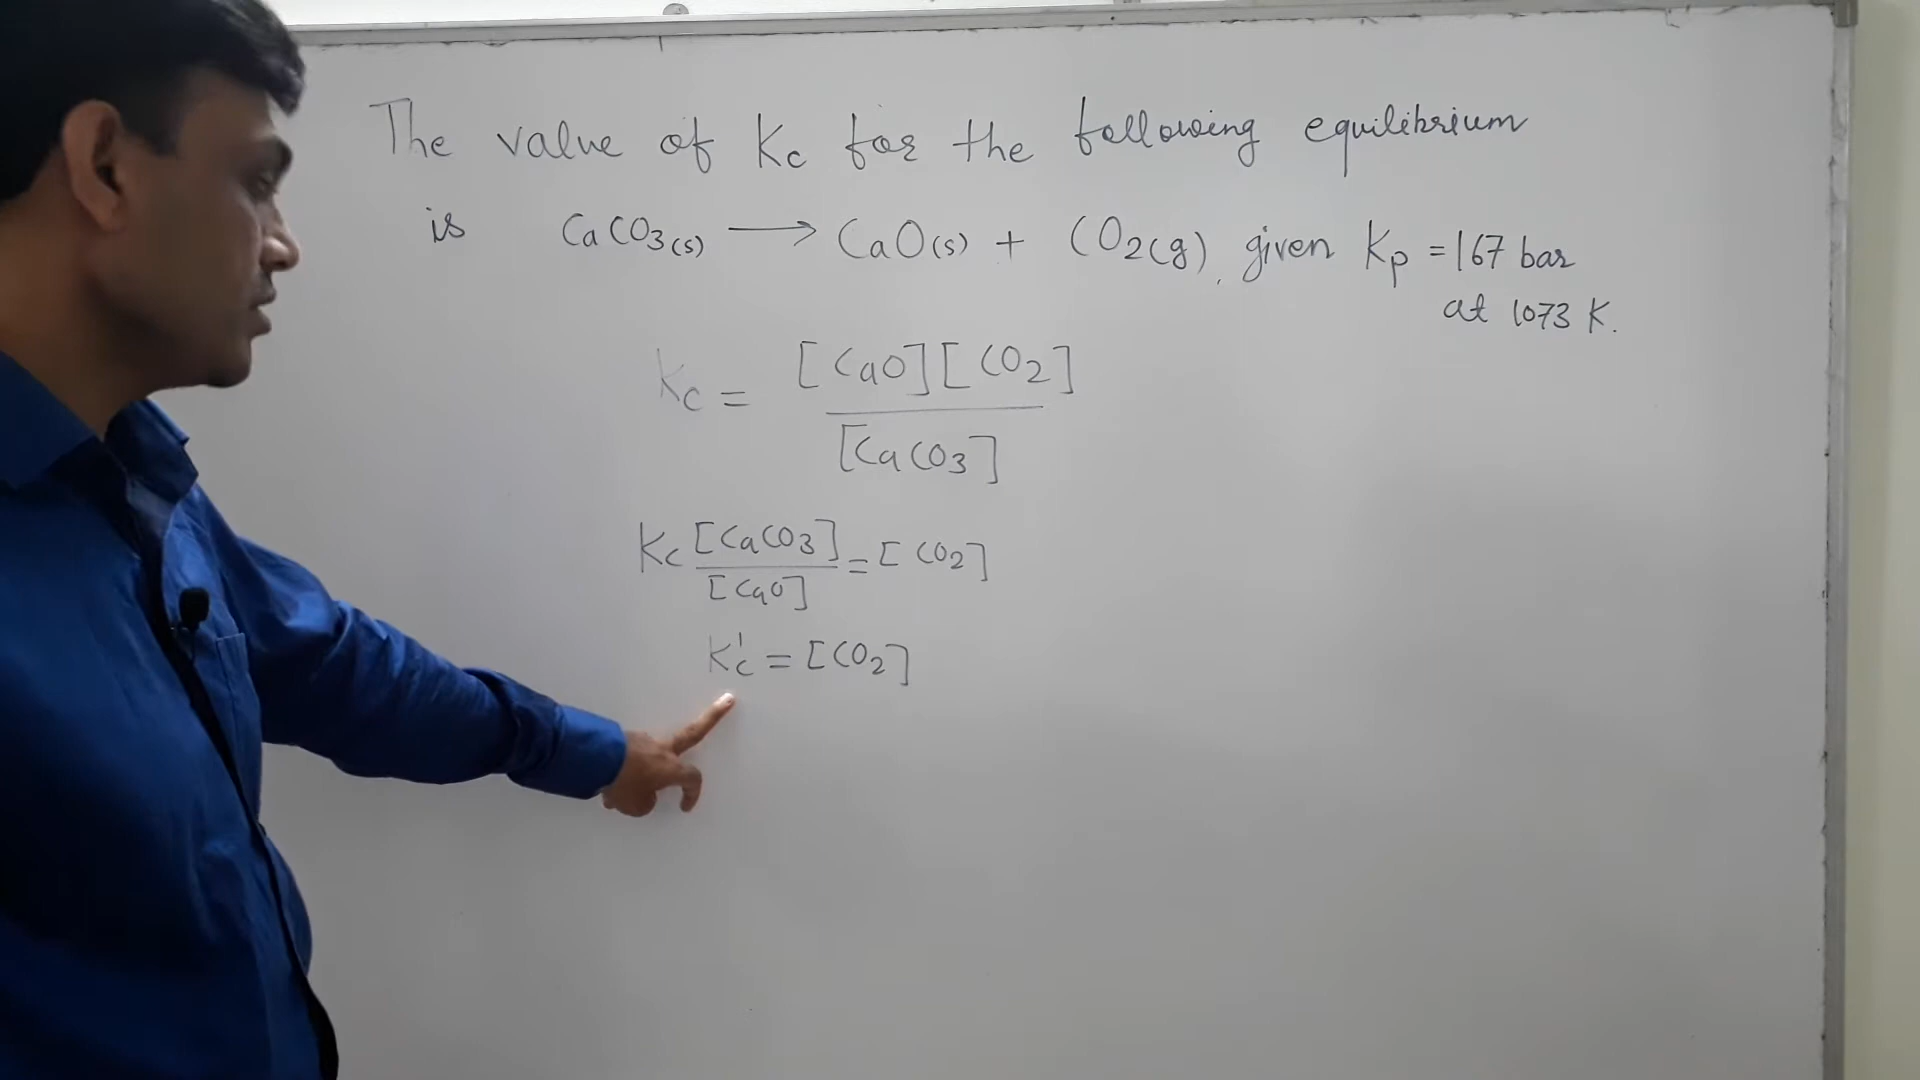 The value of Kc for the following equilibrium
is CaCO3(s) → CaO(s) + CO2(g), given Kp = 167 bar
at 1073 K.
Kc = [CaO][CO2] / [CaCO3]
Kc [CaCO3] / [CaO] = [CO2]
K'c = [CO2]